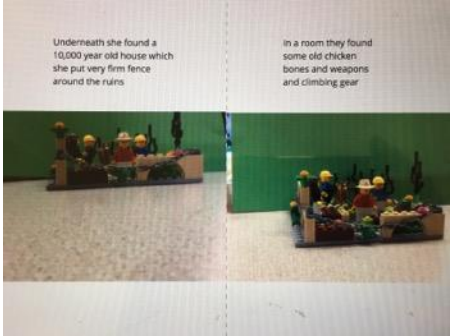 Underneath she found a
10,000 year old house which
she put very firm fence
around the ruins
In a room they found
some old chicken
bones and weapons
and climbing gear